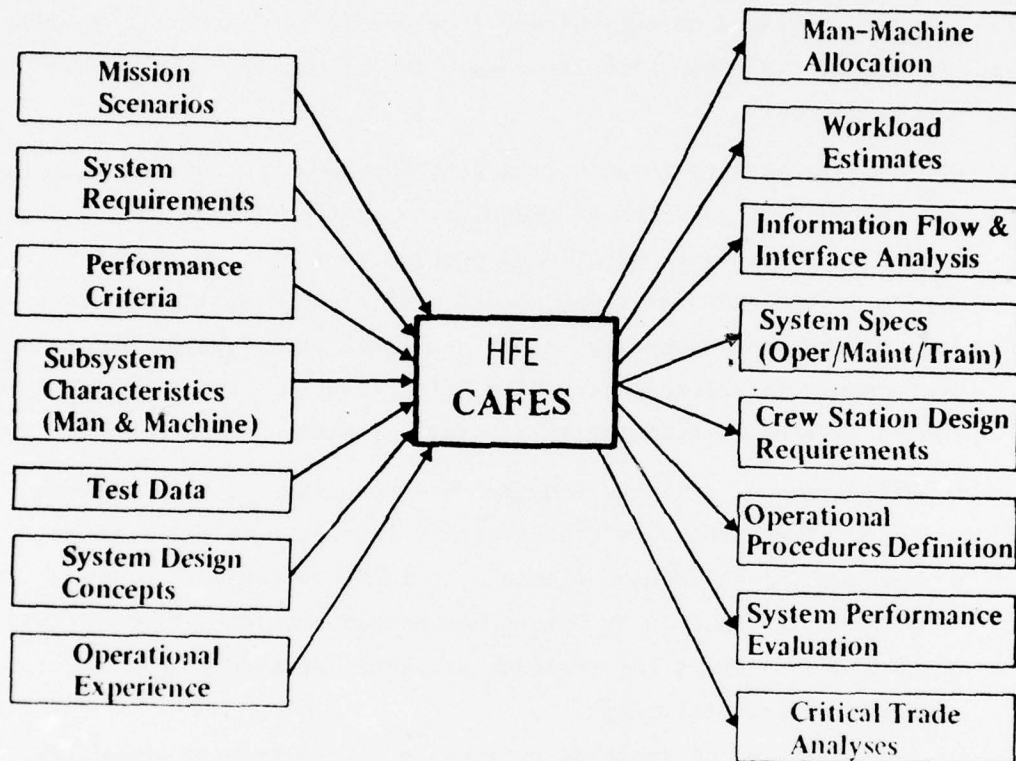 Mission
Scenarios
System
Requirements
Performance
Criteria
Subsystem
Characteristics
(Man & Machine)
Test Data
System Design
Concepts
Operational
Experience
HFE
CAFES
Man-Machine
Allocation
Workload
Estimates
Information Flow &
Interface Analysis
System Specs
(Oper/Maint/Train)
Crew Station Design
Requirements
Operational
Procedures Definition
System Performance
Evaluation
Critical Trade
Analyses